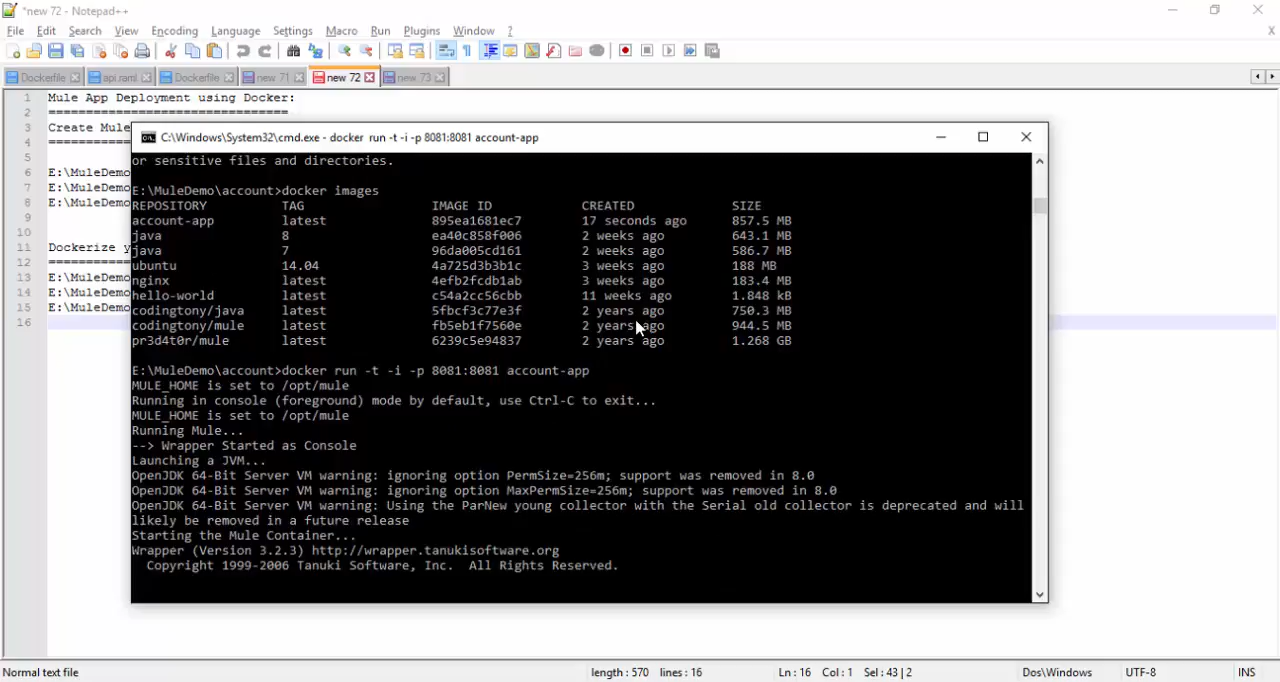 *new 72 - Notepad++
File Edit Search View Encoding Language Settings Macro Run Plugins Window ?
X
Dockerfile api.raml Dockerfile new 71 new 72 new 73
1 Mule App Deployment using Docker:
2 ================================
3 Create Mule
4 ===========
5
6 E:\MuleDemo
7 E:\MuleDemo
8 E:\MuleDemo
9
10
11 Dockerize y
12 ===========
13 E:\MuleDemo
14 E:\MuleDemo
15 E:\MuleDemo
16
C:\Windows\System32\cmd.exe - docker run -t -i -p 8081:8081 account-app
or sensitive files and directories.
E:\MuleDemo\account>docker images
REPOSITORY TAG IMAGE ID CREATED SIZE
account-app latest 895ea1681ec7 17 seconds ago 857.5 MB
java 8 ea40c858f006 2 weeks ago 643.1 MB
java 7 96da005cd161 2 weeks ago 586.7 MB
ubuntu 14.04 4a725d3b3b1c 3 weeks ago 188 MB
nginx latest 4efb2fcdb1ab 3 weeks ago 183.4 MB
hello-world latest c54a2cc56cbb 11 weeks ago 1.848 kB
codingtony/java latest 5fbcf3c77e3f 2 years ago 750.3 MB
codingtony/mule latest fb5eb1f7560e 2 years ago 944.5 MB
pr3d4t0r/mule latest 6239c5e94837 2 years ago 1.268 GB
E:\MuleDemo\account>docker run -t -i -p 8081:8081 account-app
MULE_HOME is set to /opt/mule
Running in console (foreground) mode by default, use Ctrl-C to exit...
MULE_HOME is set to /opt/mule
Running Mule...
--> Wrapper Started as Console
Launching a JVM...
OpenJDK 64-Bit Server VM warning: ignoring option PermSize=256m; support was removed in 8.0
OpenJDK 64-Bit Server VM warning: ignoring option MaxPermSize=256m; support was removed in 8.0
OpenJDK 64-Bit Server VM warning: Using the ParNew young collector with the Serial old collector is deprecated and will
likely be removed in a future release
Starting the Mule Container...
Wrapper (Version 3.2.3) http://wrapper.tanukisoftware.org
Copyright 1999-2006 Tanuki Software, Inc. All Rights Reserved.
Normal text file length : 570 lines : 16 Ln : 16 Col : 1 Sel : 43 | 2 Dos\Windows UTF-8 INS